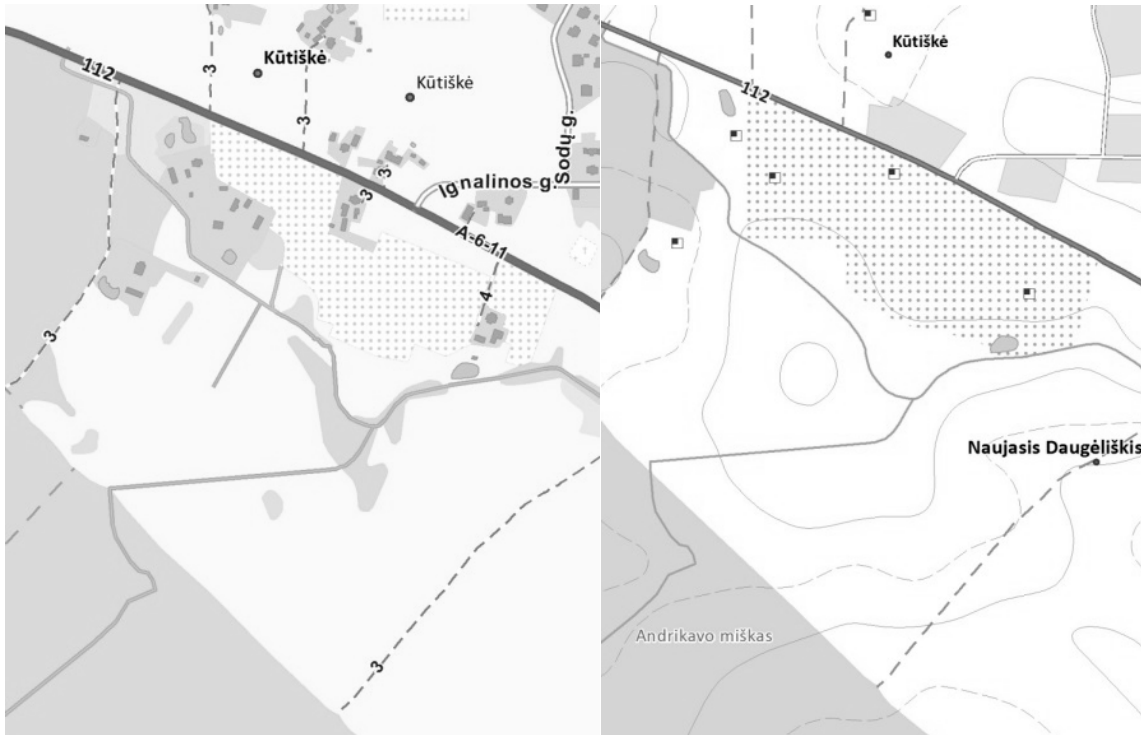 112
3
Kūtiškė
Kūtiškė
3
3
3
Ignalinos g.
Sodų g.
A-6-11
4
3
3
Kūtiškė
112
Naujasis Daugėliškis
Andrikavo miškas